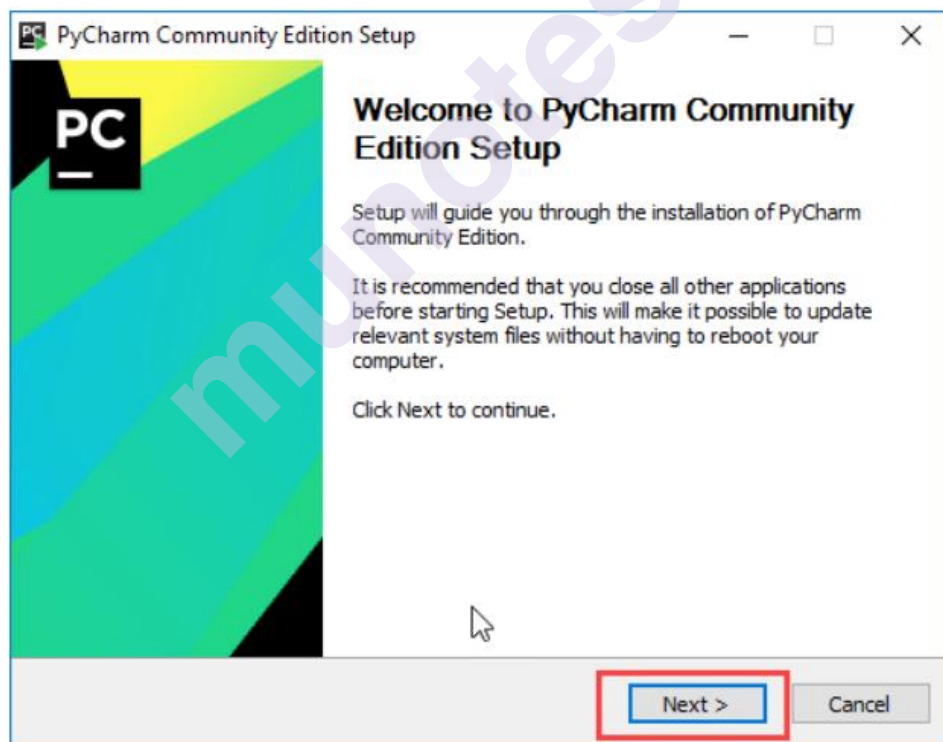 PyCharm Community Edition Setup
PC
Welcome to PyCharm Community
Edition Setup
Setup will guide you through the installation of PyCharm
Community Edition.
It is recommended that you close all other applications
before starting Setup. This will make it possible to update
relevant system files without having to reboot your
computer.
Click Next to continue.
munotes
Next >
Cancel